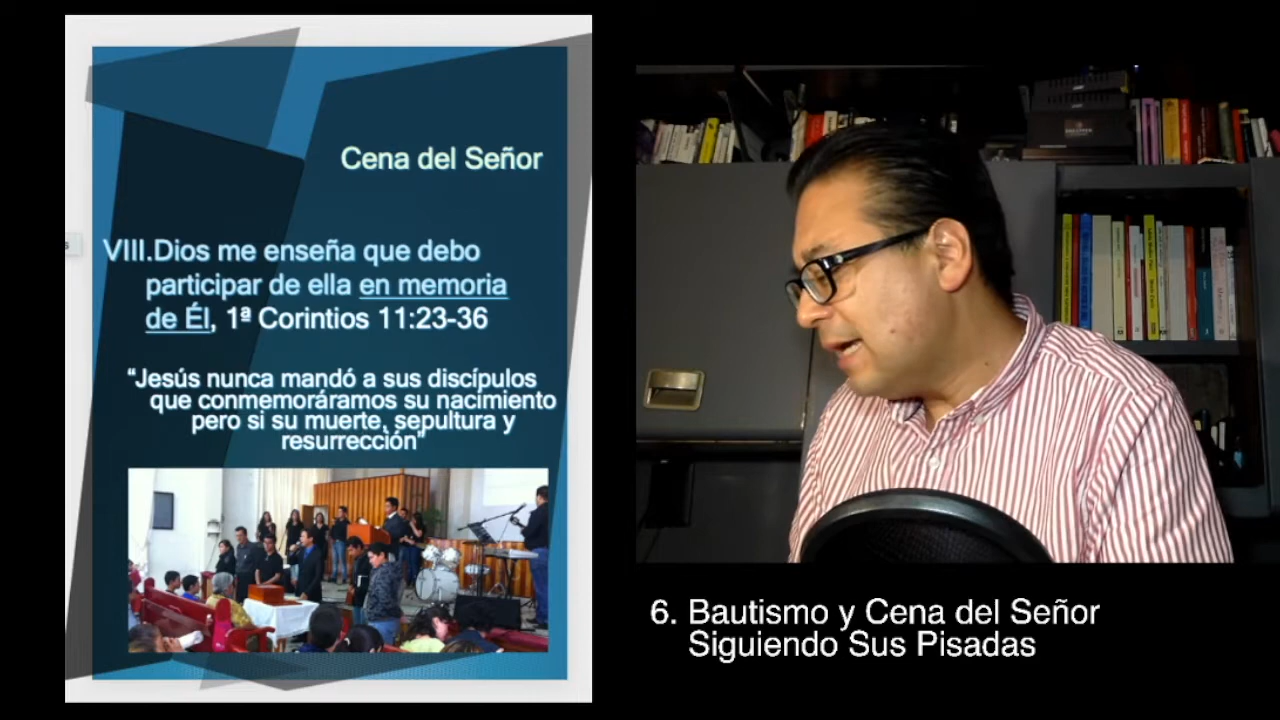 Cena del Señor
VIII.Dios me enseña que debo
participar de ella en memoria
de Él, 1ª Corintios 11:23-36
“Jesús nunca mandó a sus discípulos
que conmemoráramos su nacimiento
pero si su muerte, sepultura y
resurrección”
6. Bautismo y Cena del Señor
Siguiendo Sus Pisadas